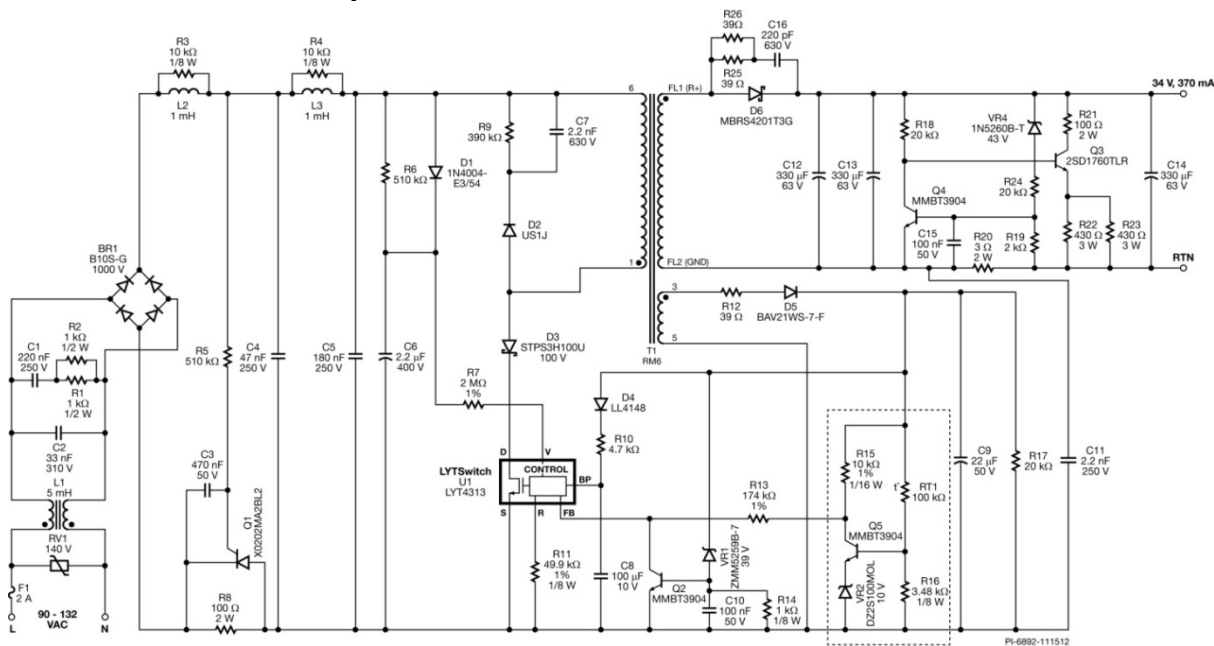 R3
10 kΩ
1/8 W
L2
1 mH
R4
10 kΩ
1/8 W
L3
1 mH
R26
39Ω
C16
220 pF
630 V
R25
39 Ω
FL1 (R+)
D6
MBRS4201T3G
34 V, 370 mA
6
1
R9
390 kΩ
C7
2.2 nF
630 V
R6
510 kΩ
D1
1N4004-
E3/54
D2
US1J
C12
330 µF
63 V
C13
330 µF
63 V
R18
20 kΩ
VR4
1N5260B-T
43 V
R21
100 Ω
2 W
Q3
2SD1760TLR
C14
330 µF
63 V
Q4
MMBT3904
R24
20 kΩ
C15
100 nF
50 V
R20
3 Ω
2 W
R19
2 kΩ
R22
430 Ω
3 W
R23
430 Ω
3 W
FL2 (GND)
RTN
BR1
B10S-G
1000 V
3
R12
39 Ω
D5
BAV21WS-7-F
5
T1
RM6
R2
1 kΩ
1/2 W
C1
220 nF
250 V
R1
1 kΩ
1/2 W
R5
510 kΩ
C4
47 nF
250 V
C5
180 nF
250 V
C6
2.2 µF
400 V
D3
STPS3H100U
100 V
R7
2 MΩ
1%
D4
LL4148
R10
4.7 kΩ
C2
33 nF
310 V
L1
5 mH
RV1
140 V
F1
2 A
90 - 132
VAC
L
N
C3
470 nF
50 V
Q1
X0202MA2BL2
R8
100 Ω
2 W
D
V
LYTSwitch
U1
LYT4313
CONTROL
BP
S
R
FB
R11
49.9 kΩ
1%
1/8 W
C8
100 µF
10 V
R13
174 kΩ
1%
VR1
ZMM5259B-7
39 V
Q2
MMBT3904
C10
100 nF
50 V
R14
1 kΩ
1/8 W
R15
10 kΩ
1%
1/16 W
t°
RT1
100 kΩ
Q5
MMBT3904
VR2
DZ2S100MOL
10 V
R16
3.48 kΩ
1/8 W
C9
22 µF
50 V
R17
20 kΩ
C11
2.2 nF
250 V
PI-6892-111512